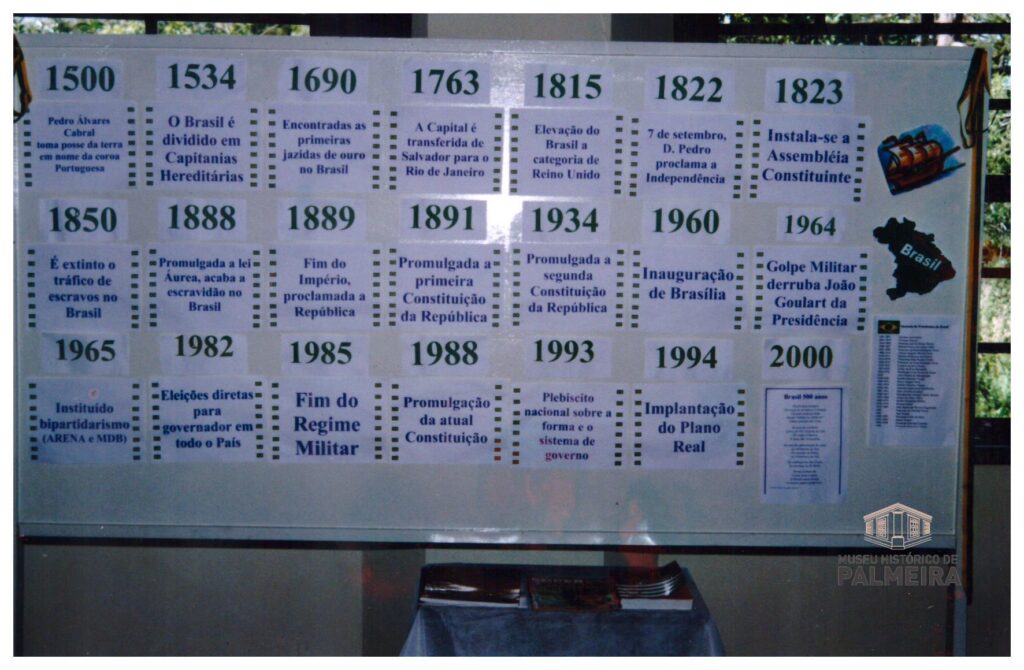 1500
1534
1690
1763
1815
1822
1823
Pedro Álvares
Cabral
toma posse da terra
em nome da coroa
Portuguesa
O Brasil é
dividido em
Capitanias
Hereditárias
Encontradas as
primeiras
jazidas de ouro
no Brasil
A Capital é
transferida de
Salvador para o
Rio de Janeiro
Elevação do
Brasil a
categoria de
Reino Unido
7 de setembro,
D. Pedro
proclama a
Independência
Instala-se a
Assembléia
Constituinte
1850
1888
1889
1891
1934
1960
1964
É extinto o
tráfico de
escravos no
Brasil
Promulgada a lei
Áurea, acaba a
escravidão no
Brasil
Fim do
Império,
proclamada a
República
Promulgada a
primeira
Constituição
da República
Promulgada a
segunda
Constituição
da República
Inauguração
de Brasília
Golpe Militar
derruba João
Goulart da
Presidência
Brasil
1965
1982
1985
1988
1993
1994
2000
Instituído
bipartidarismo
(ARENA e MDB)
Eleições diretas
para
governador em
todo o País
Fim do
Regime
Militar
Promulgação
da atual
Constituição
Plebiscito
nacional sobre a
forma e o
sistema de
governo
Implantação
do Plano
Real
Brasil 500 anos
MUSEU HISTÓRICO DE
PALMEIRA